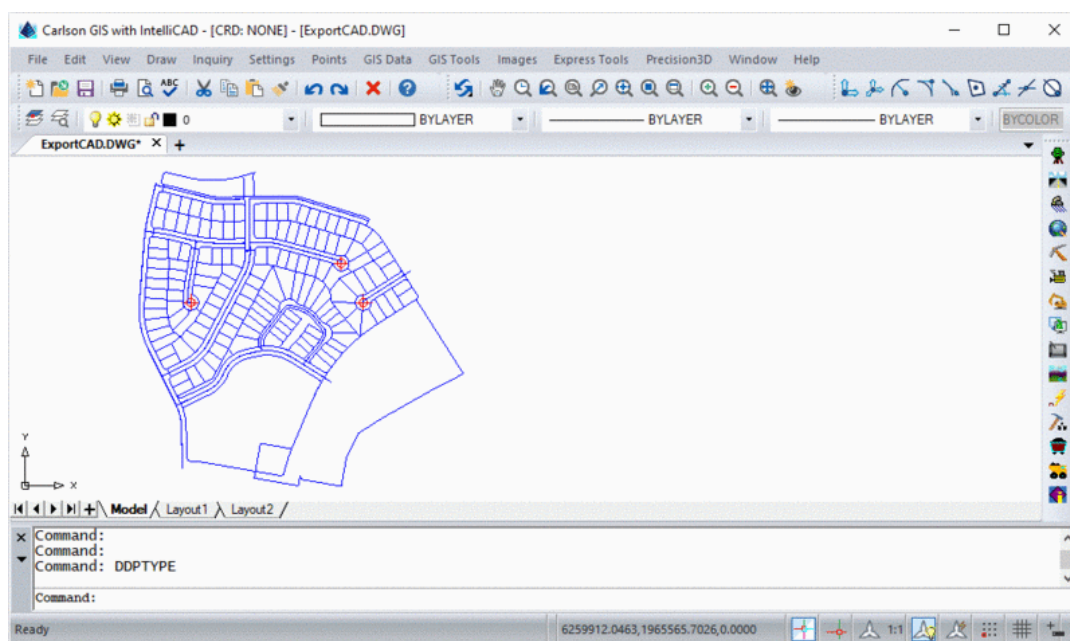 Carlson GIS with IntelliCAD - [CRD: NONE] - [ExportCAD.DWG]
File Edit View Draw Inquiry Settings Points GIS Data GIS Tools Images Express Tools Precision3D Window Help
ABC
0 BYLAYER BYLAYER BYLAYER BYCOLOR
ExportCAD.DWG*
Y
X
Model Layout1 Layout2
Command:
Command:
Command: DDPTYPE
Command:
Ready 6259912.0463,1965565.7026,0.0000 1:1